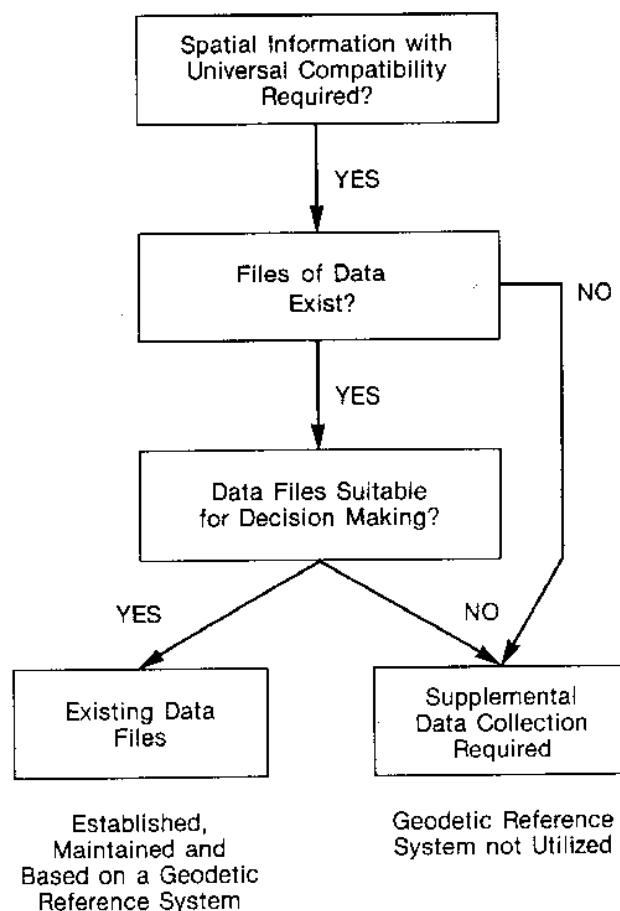 Spatial Information with
Universal Compatibility
Required?
YES
Files of Data
Exist?
NO
YES
Data Files Suitable
for Decision Making?
YES
NO
Existing Data
Files
Supplemental
Data Collection
Required
Established,
Maintained and
Based on a Geodetic
Reference System
Geodetic Reference
System not Utilized